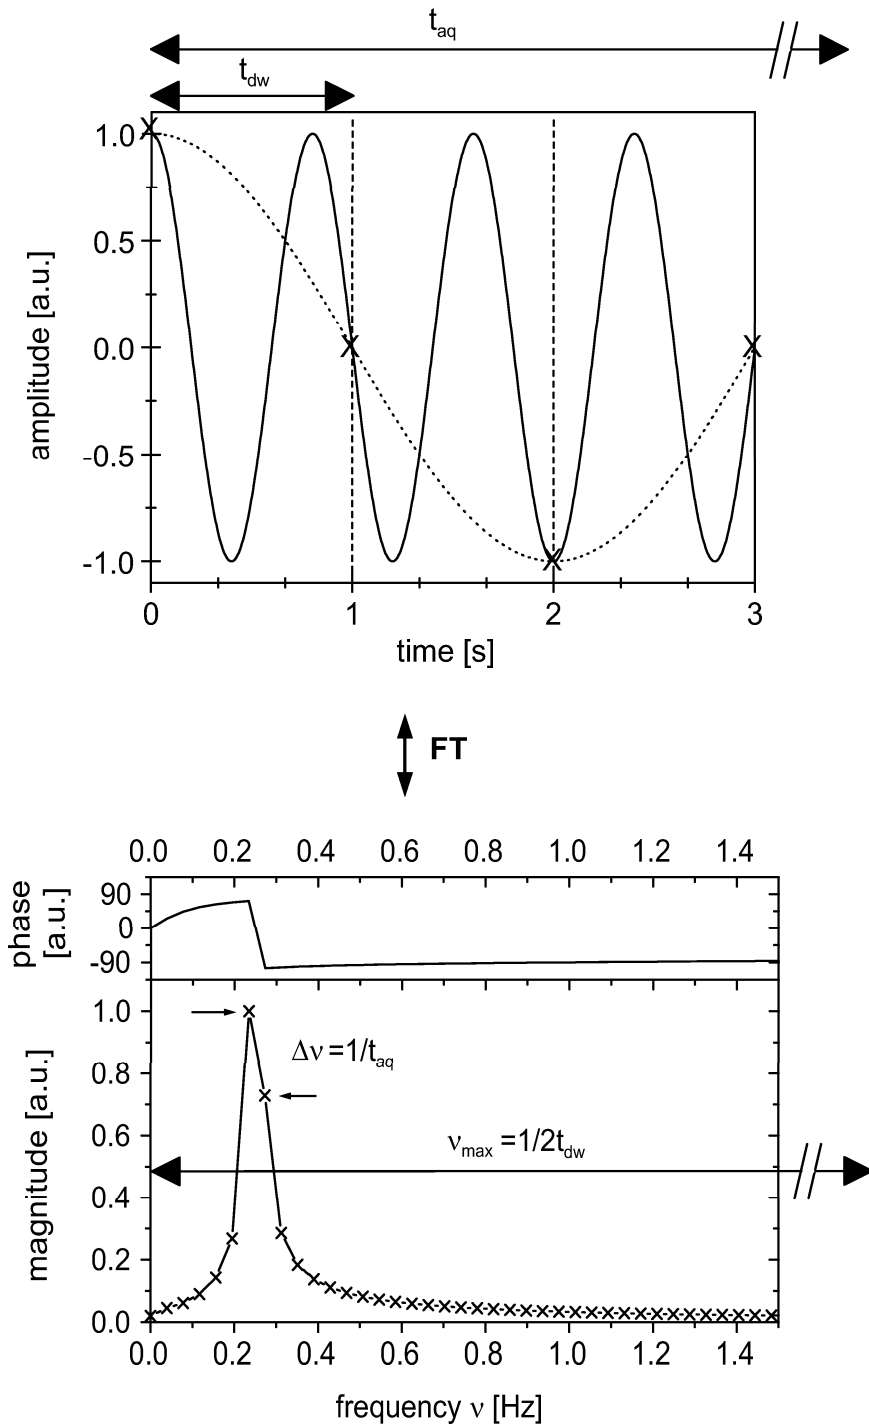 t_aq
t_dw
1.0
0.5
0.0
-0.5
-1.0
amplitude [a.u.]
0 1 2 3
time [s]
FT
0.0 0.2 0.4 0.6 0.8 1.0 1.2 1.4
90
0
-90
phase
[a.u.]
1.0
0.8
0.6
0.4
0.2
0.0
magnitude [a.u.]
Δν =1/t_aq
ν_max =1/2t_dw
0.0 0.2 0.4 0.6 0.8 1.0 1.2 1.4
frequency ν [Hz]